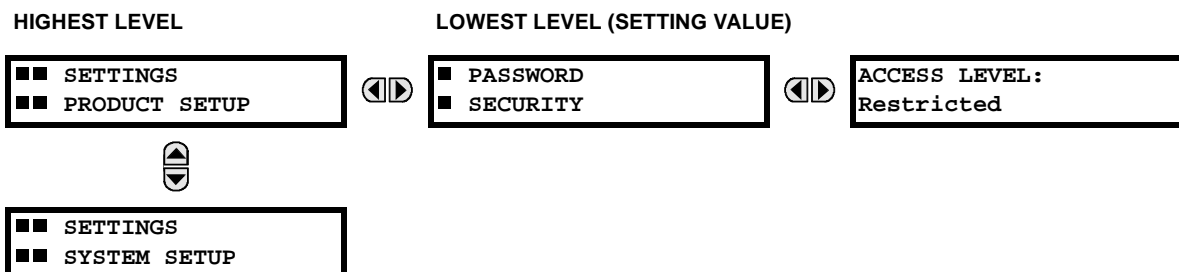 HIGHEST LEVEL
LOWEST LEVEL (SETTING VALUE)
■■ SETTINGS
■■ PRODUCT SETUP
■ PASSWORD
■ SECURITY
ACCESS LEVEL:
Restricted
■■ SETTINGS
■■ SYSTEM SETUP